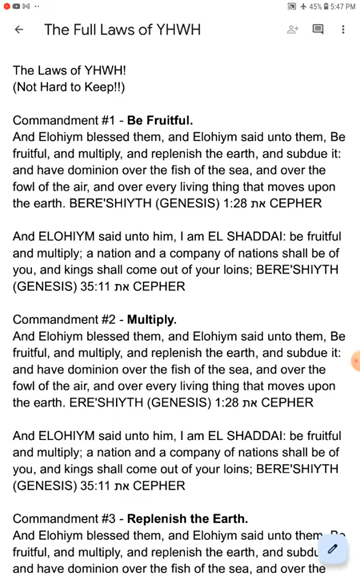 45% 5:47 PM
The Full Laws of YHWH
The Laws of YHWH!
(Not Hard to Keep!!)
Commandment #1 - Be Fruitful.
And Elohiym blessed them, and Elohiym said unto them, Be
fruitful, and multiply, and replenish the earth, and subdue it:
and have dominion over the fish of the sea, and over the
fowl of the air, and over every living thing that moves upon
the earth. BERE'SHIYTH (GENESIS) 1:28 את CEPHER
And ELOHIYM said unto him, I am EL SHADDAI: be fruitful
and multiply; a nation and a company of nations shall be of
you, and kings shall come out of your loins; BERE'SHIYTH
(GENESIS) 35:11 את CEPHER
Commandment #2 - Multiply.
And Elohiym blessed them, and Elohiym said unto them, Be
fruitful, and multiply, and replenish the earth, and subdue it:
and have dominion over the fish of the sea, and over the
fowl of the air, and over every living thing that moves upon
the earth. ERE'SHIYTH (GENESIS) 1:28 את CEPHER
And ELOHIYM said unto him, I am EL SHADDAI: be fruitful
and multiply; a nation and a company of nations shall be of
you, and kings shall come out of your loins; BERE'SHIYTH
(GENESIS) 35:11 את CEPHER
Commandment #3 - Replenish the Earth.
And Elohiym blessed them, and Elohiym said unto them, Be
fruitful, and multiply, and replenish the earth, and subdu
and have dominion over the fish of the sea, and over the